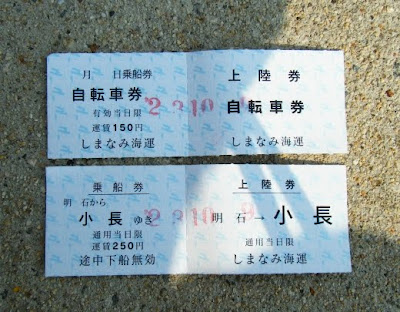 月 日乗船券
自転車券
有効当日限
運賃150円
しまなみ海運
上陸券
自転車券
しまなみ海運
乗船券
明石から
小長ゆき
通用当日限
運賃250円
途中下船無効
上陸券
明石→小長
通用当日限
しまなみ海運